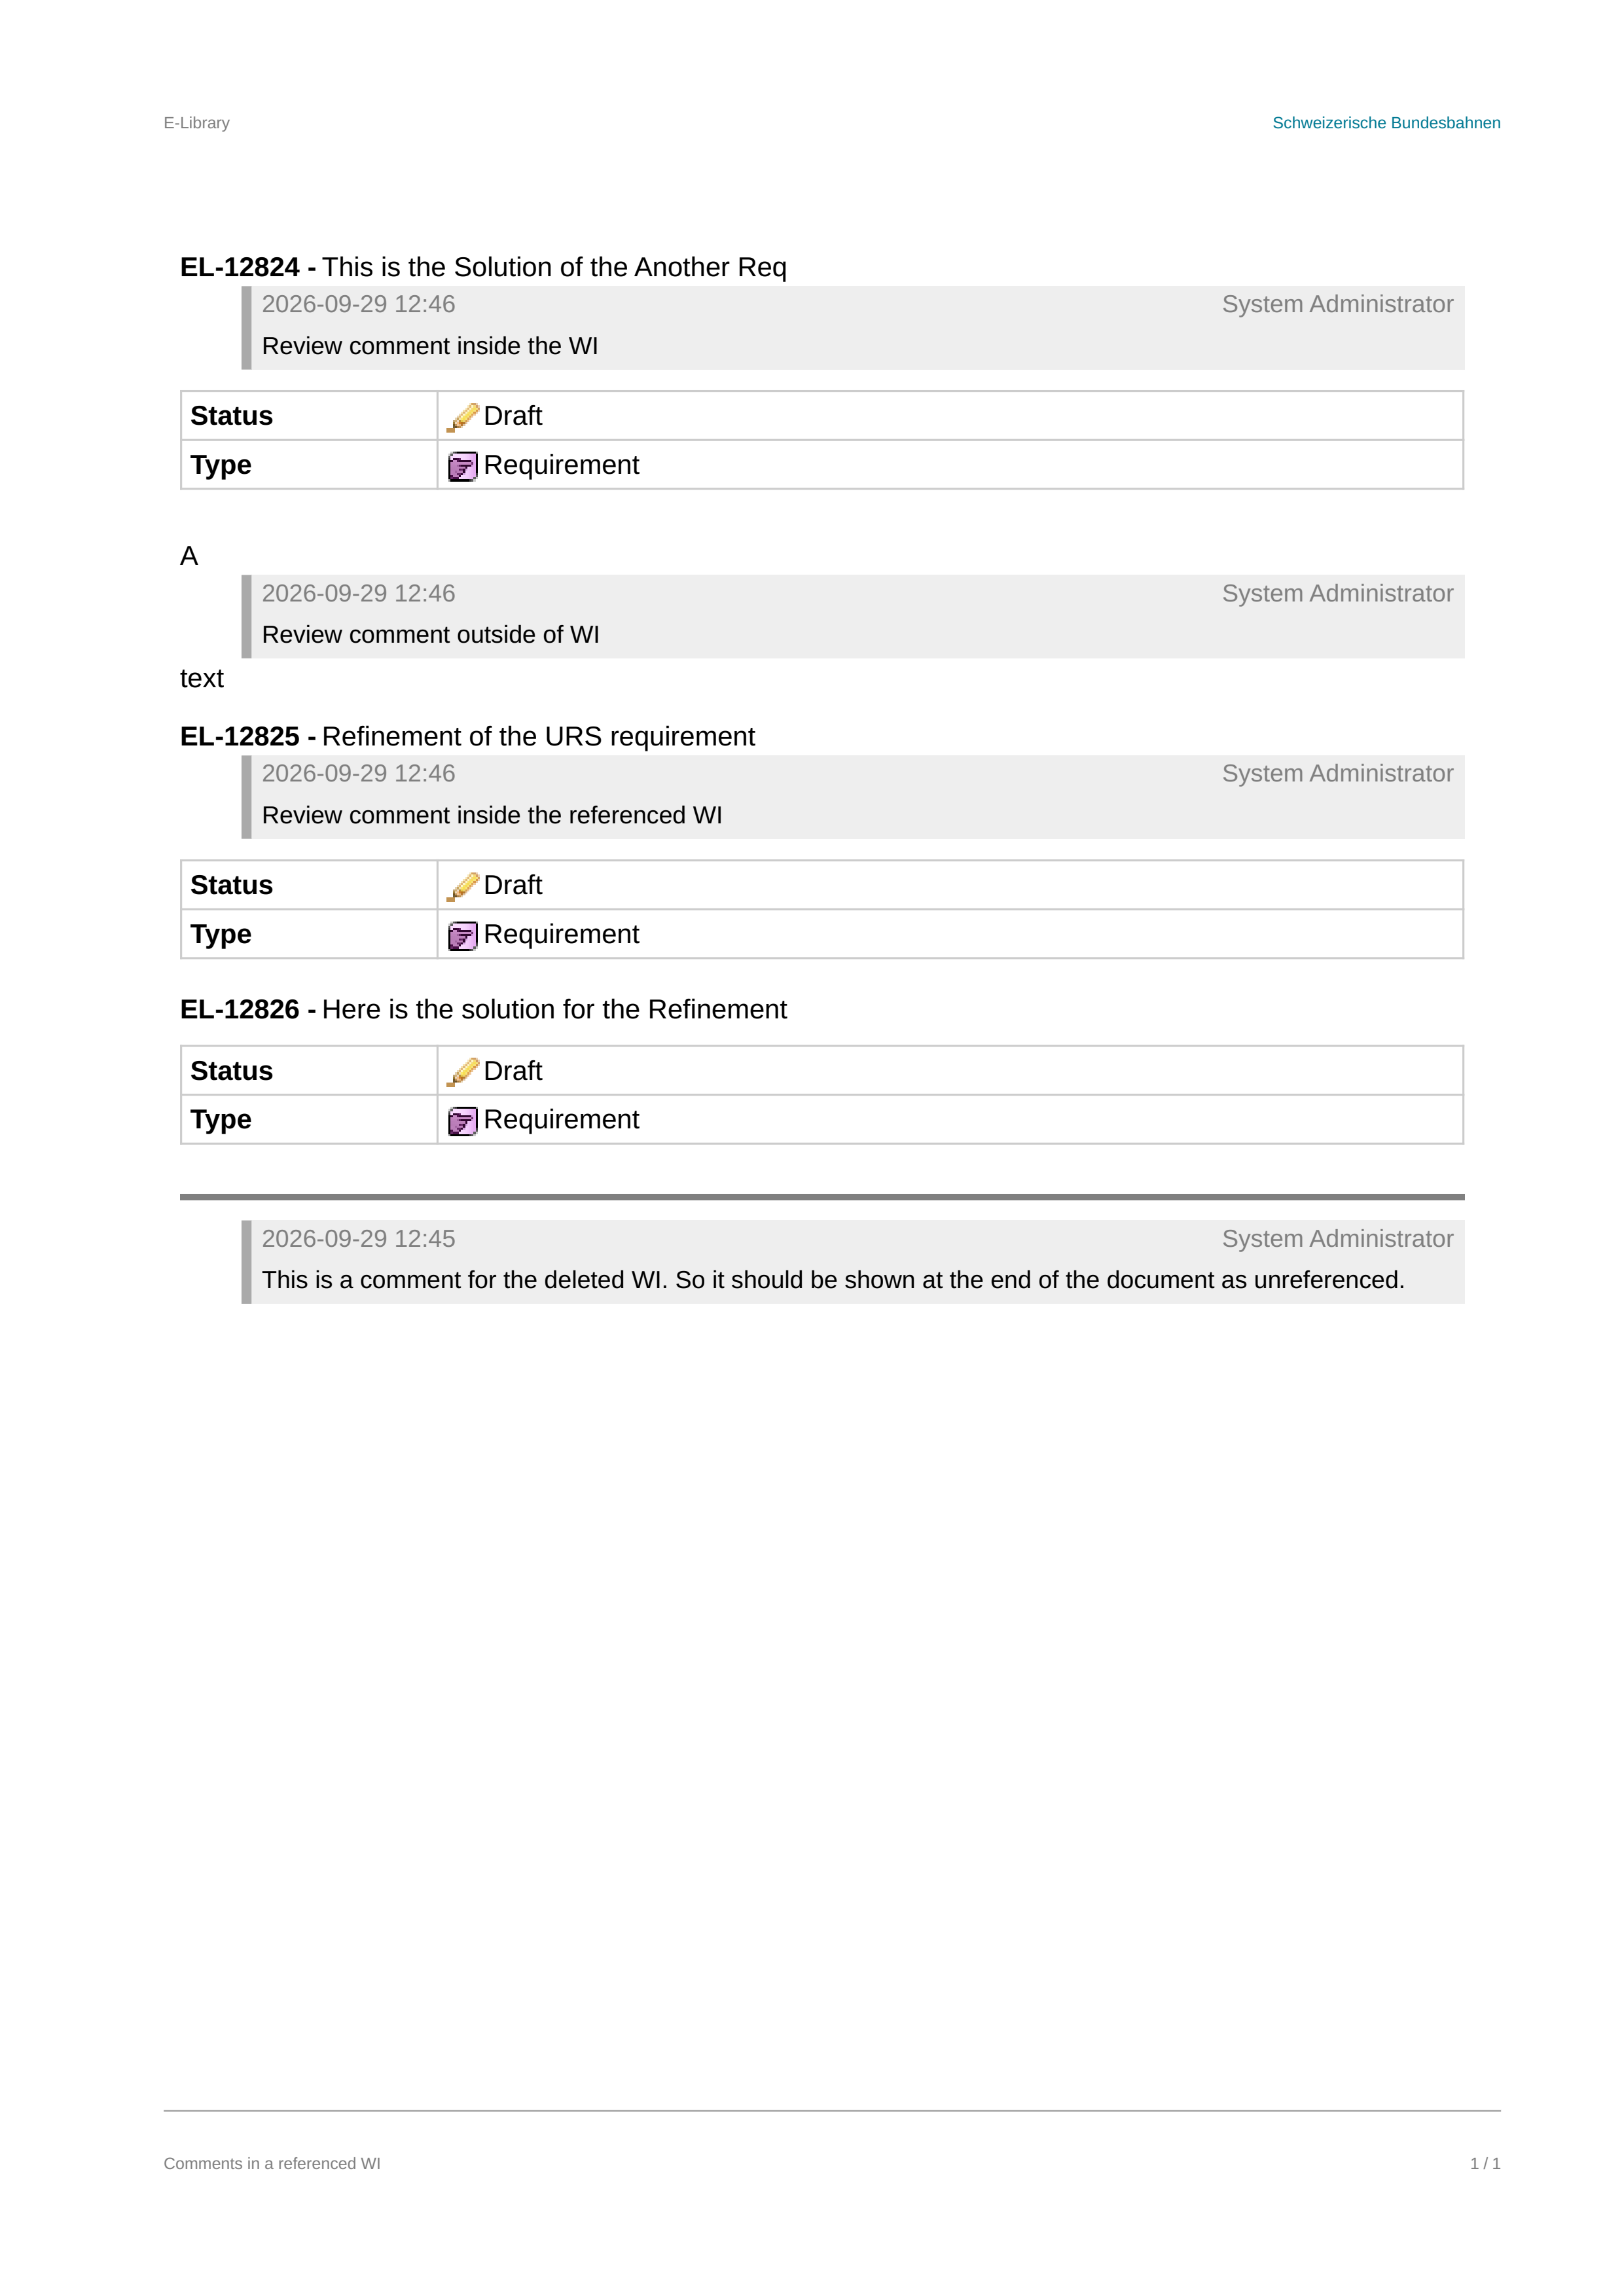 E-Library Schweizerische Bundesbahnen
EL-12824 - This is the Solution of the Another Req
2026-09-29 12:46 System Administrator
Review comment inside the WI
Status Draft
Type Requirement
A
2026-09-29 12:46 System Administrator
Review comment outside of WI
text
EL-12825 - Refinement of the URS requirement
2026-09-29 12:46 System Administrator
Review comment inside the referenced WI
Status Draft
Type Requirement
EL-12826 - Here is the solution for the Refinement
Status Draft
Type Requirement
2026-09-29 12:45 System Administrator
This is a comment for the deleted WI. So it should be shown at the end of the document as unreferenced.
Comments in a referenced WI 1 / 1